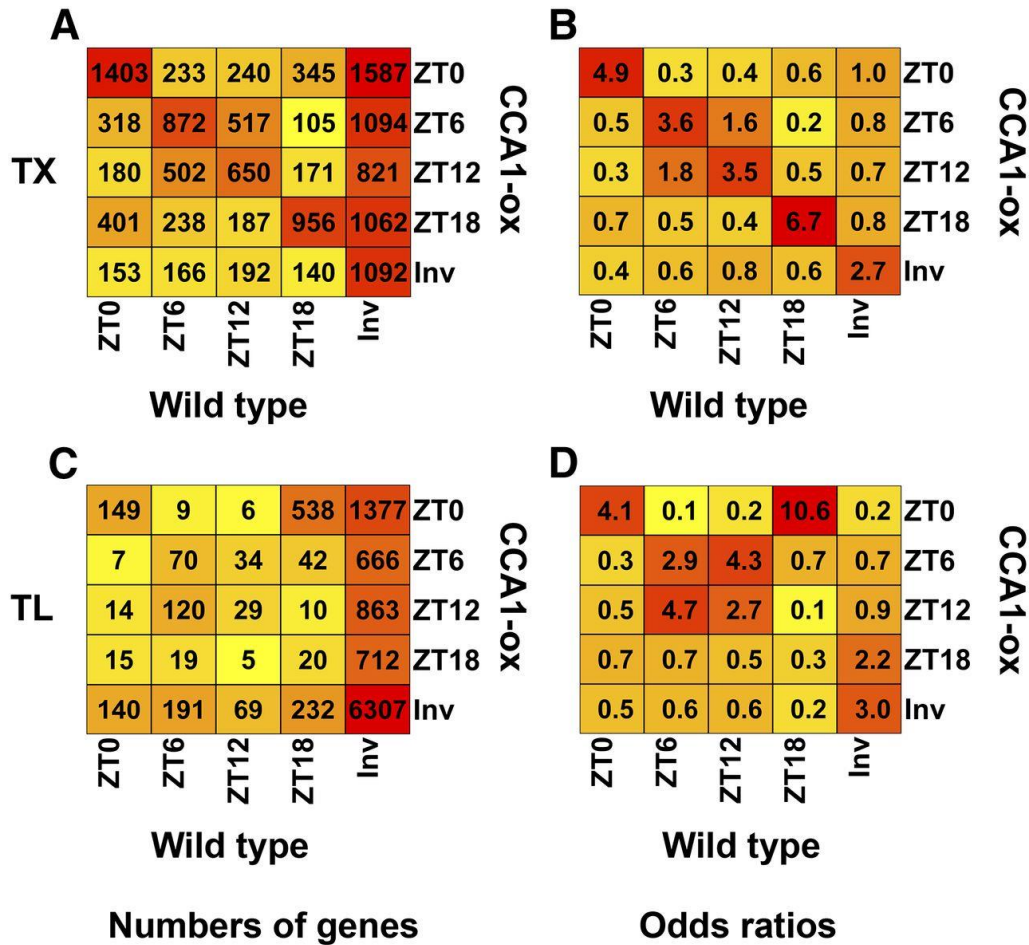 A
1403 233 240 345 1587 ZT0
318 872 517 105 1094 ZT6
180 502 650 171 821 ZT12
401 238 187 956 1062 ZT18
153 166 192 140 1092 Inv
ZT0 ZT6 ZT12 ZT18 Inv
Wild type
CCA1-ox
TX
B
4.9 0.3 0.4 0.6 1.0 ZT0
0.5 3.6 1.6 0.2 0.8 ZT6
0.3 1.8 3.5 0.5 0.7 ZT12
0.7 0.5 0.4 6.7 0.8 ZT18
0.4 0.6 0.8 0.6 2.7 Inv
ZT0 ZT6 ZT12 ZT18 Inv
Wild type
CCA1-ox
C
149 9 6 538 1377 ZT0
7 70 34 42 666 ZT6
14 120 29 10 863 ZT12
15 19 5 20 712 ZT18
140 191 69 232 6307 Inv
ZT0 ZT6 ZT12 ZT18 Inv
Wild type
CCA1-ox
TL
D
4.1 0.1 0.2 10.6 0.2 ZT0
0.3 2.9 4.3 0.7 0.7 ZT6
0.5 4.7 2.7 0.1 0.9 ZT12
0.7 0.7 0.5 0.3 2.2 ZT18
0.5 0.6 0.6 0.2 3.0 Inv
ZT0 ZT6 ZT12 ZT18 Inv
Wild type
CCA1-ox
Numbers of genes
Odds ratios